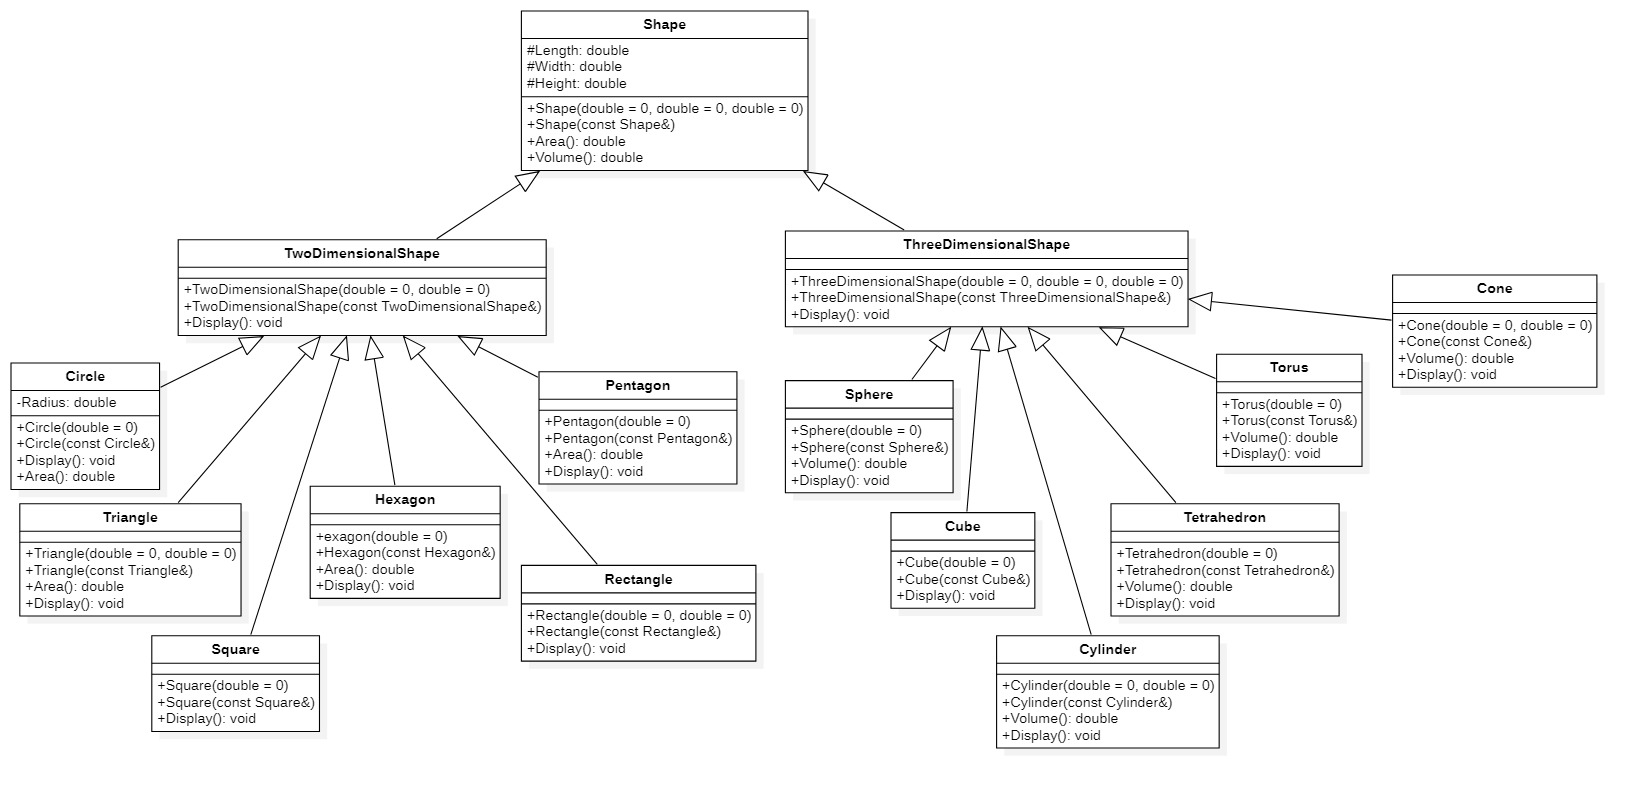 Shape
#Length: double
#Width: double
#Height: double
+Shape(double = 0, double = 0, double = 0)
+Shape(const Shape&)
+Area(): double
+Volume(): double
TwoDimensionalShape
+TwoDimensionalShape(double = 0, double = 0)
+TwoDimensionalShape(const TwoDimensionalShape&)
+Display(): void
ThreeDimensionalShape
+ThreeDimensionalShape(double = 0, double = 0, double = 0)
+ThreeDimensionalShape(const ThreeDimensionalShape&)
+Display(): void
Cone
+Cone(double = 0, double = 0)
+Cone(const Cone&)
+Volume(): double
+Display(): void
Circle
-Radius: double
+Circle(double = 0)
+Circle(const Circle&)
+Display(): void
+Area(): double
Pentagon
+Pentagon(double = 0)
+Pentagon(const Pentagon&)
+Area(): double
+Display(): void
Sphere
+Sphere(double = 0)
+Sphere(const Sphere&)
+Volume(): double
+Display(): void
Torus
+Torus(double = 0)
+Torus(const Torus&)
+Volume(): double
+Display(): void
Triangle
+Triangle(double = 0, double = 0)
+Triangle(const Triangle&)
+Area(): double
+Display(): void
Hexagon
+exagon(double = 0)
+Hexagon(const Hexagon&)
+Area(): double
+Display(): void
Rectangle
+Rectangle(double = 0, double = 0)
+Rectangle(const Rectangle&)
+Display(): void
Cube
+Cube(double = 0)
+Cube(const Cube&)
+Display(): void
Tetrahedron
+Tetrahedron(double = 0)
+Tetrahedron(const Tetrahedron&)
+Volume(): double
+Display(): void
Square
+Square(double = 0)
+Square(const Square&)
+Display(): void
Cylinder
+Cylinder(double = 0, double = 0)
+Cylinder(const Cylinder&)
+Volume(): double
+Display(): void